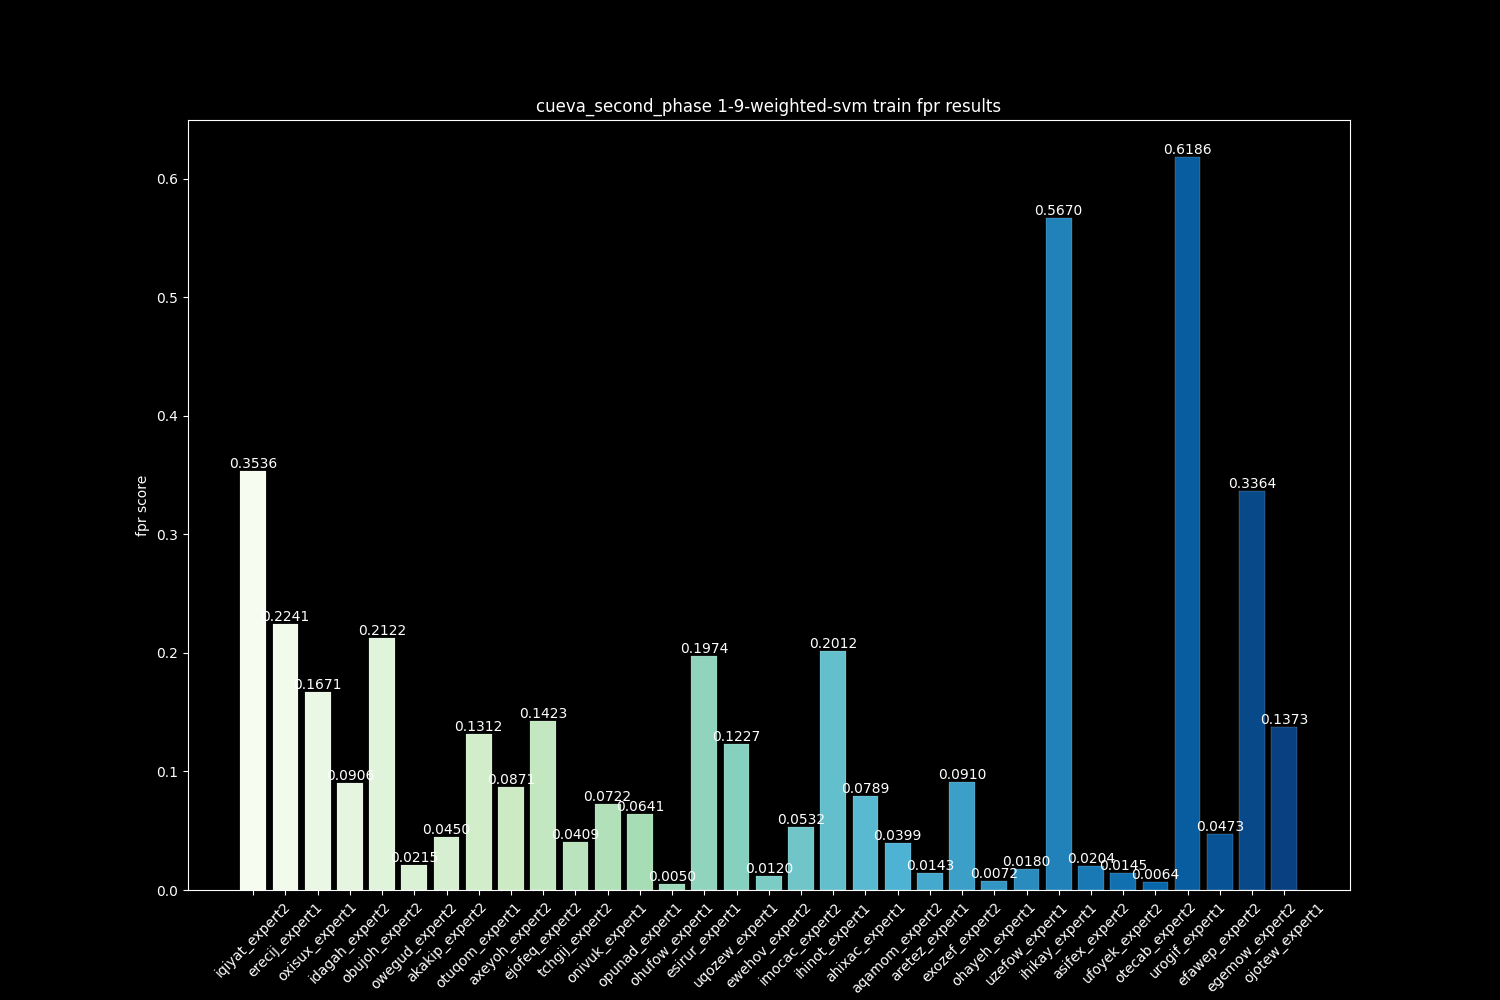 cueva_second_phase 1-9-weighted-svm train fpr results
fpr score
0.6
0.5
0.4
0.3
0.2
0.1
0.0
0.3536
0.2241
0.1671
0.0906
0.2122
0.0215
0.0450
0.1312
0.0871
0.1423
0.0409
0.0722
0.0641
0.0050
0.1974
0.1227
0.0120
0.0532
0.2012
0.0789
0.0399
0.0143
0.0910
0.0072
0.0180
0.5670
0.0204
0.0145
0.0064
0.6186
0.0473
0.3364
0.1373
iqjyat_expert2
erecij_expert1
oxisux_expert1
idagah_expert2
obujoh_expert2
owegud_expert2
akakip_expert2
otuqom_expert1
axeyoh_expert2
ejofeq_expert2
tchgjj_expert2
onivuk_expert1
opunad_expert1
ohufow_expert1
esirur_expert1
uqozew_expert1
ewehov_expert2
imocac_expert2
ihinot_expert1
ahixac_expert1
aqamom_expert2
aretez_expert1
exozef_expert2
ohayeh_expert1
uzefow_expert1
ihikay_expert1
asifex_expert2
ufoyek_expert2
otecab_expert2
urogif_expert1
efawep_expert2
egemow_expert2
ojotew_expert1